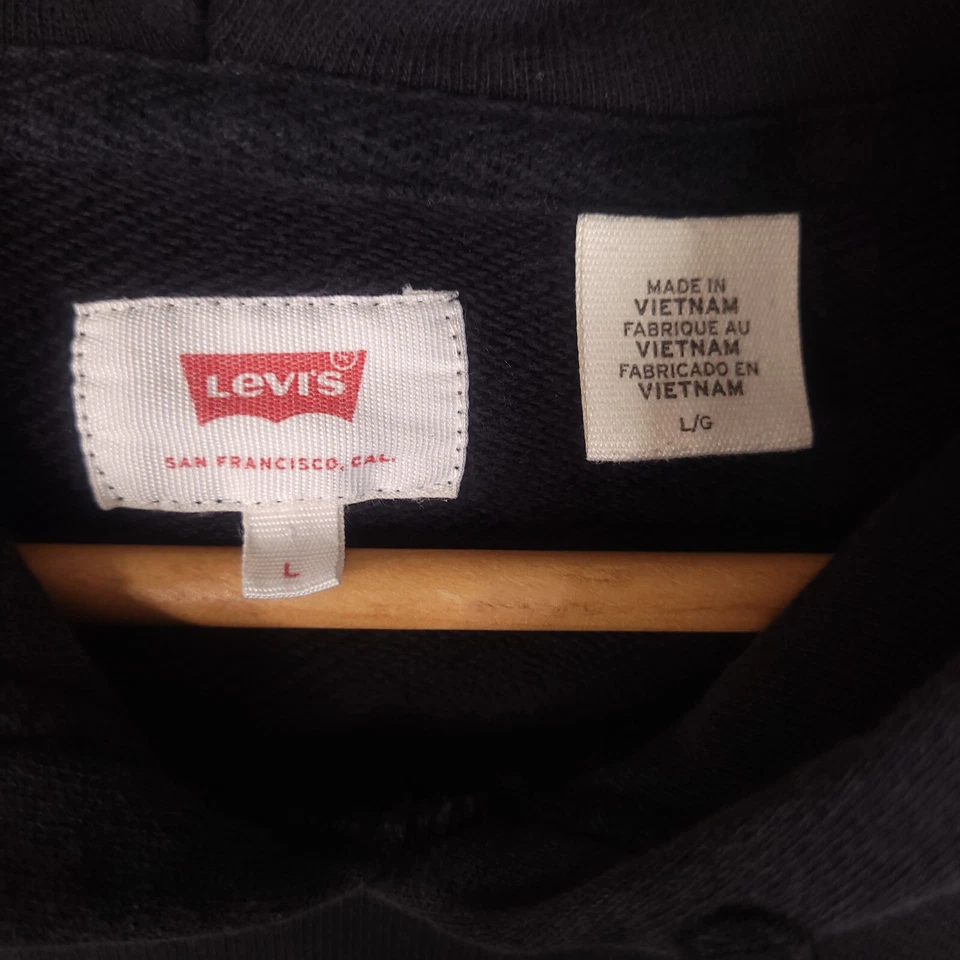 LEVI'S®
SAN FRANCISCO, CAL.
L
MADE IN
VIETNAM
FABRIQUE AU
VIETNAM
FABRICADO EN
VIETNAM
L/G